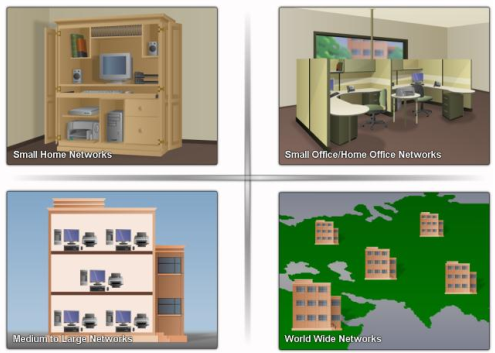 Small Home Networks
Small Office/Home Office Networks
Medium to Large Networks
World Wide Networks